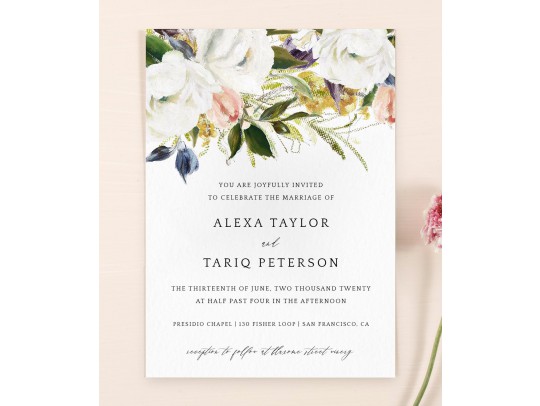 YOU ARE JOYFULLY INVITED
TO CELEBRATE THE MARRIAGE OF
ALEXA TAYLOR
and
TARIQ PETERSON
THE THIRTEENTH OF JUNE, TWO THOUSAND TWENTY
AT HALF PAST FOUR IN THE AFTERNOON
PRESIDIO CHAPEL | 130 FISHER LOOP | SAN FRANCISCO, CA
reception to follow at street winery